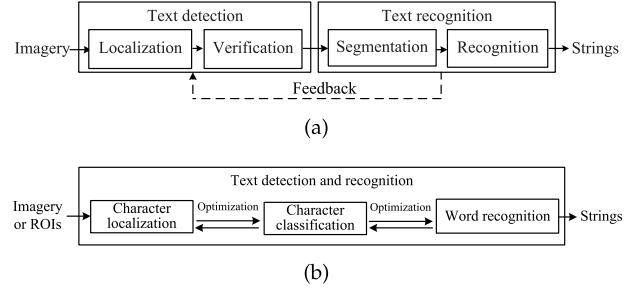 Text detection
Text recognition
Imagery
Localization
Verification
Segmentation
Recognition
Strings
Feedback
(a)
Text detection and recognition
Imagery
or ROIs
Character
localization
Optimization
Character
classification
Optimization
Word recognition
Strings
(b)